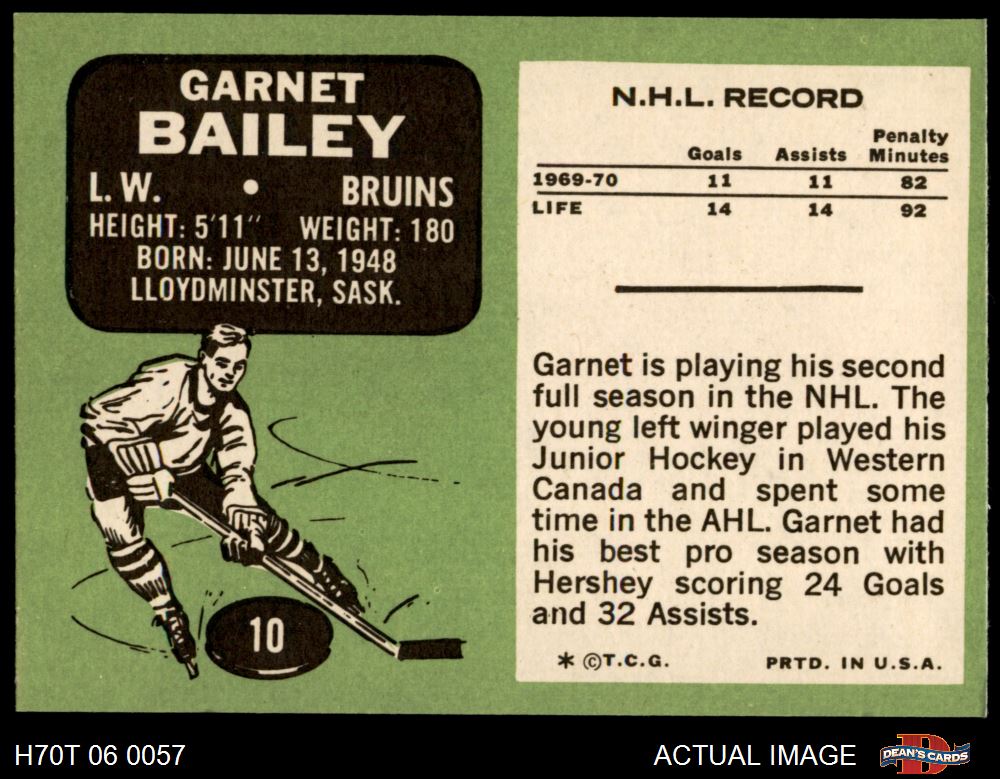 GARNET
BAILEY
L. W. • BRUINS
HEIGHT: 5'11" WEIGHT: 180
BORN: JUNE 13, 1948
LLOYDMINSTER, SASK.
10
N.H.L. RECORD
Goals Assists Penalty Minutes
1969-70 11 11 82
LIFE 14 14 92
Garnet is playing his second
full season in the NHL. The
young left winger played his
Junior Hockey in Western
Canada and spent some
time in the AHL. Garnet had
his best pro season with
Hershey scoring 24 Goals
and 32 Assists.
* ©T.C.G. PRTD. IN U.S.A.
H70T 06 0057 ACTUAL IMAGE DEAN'S CARDS